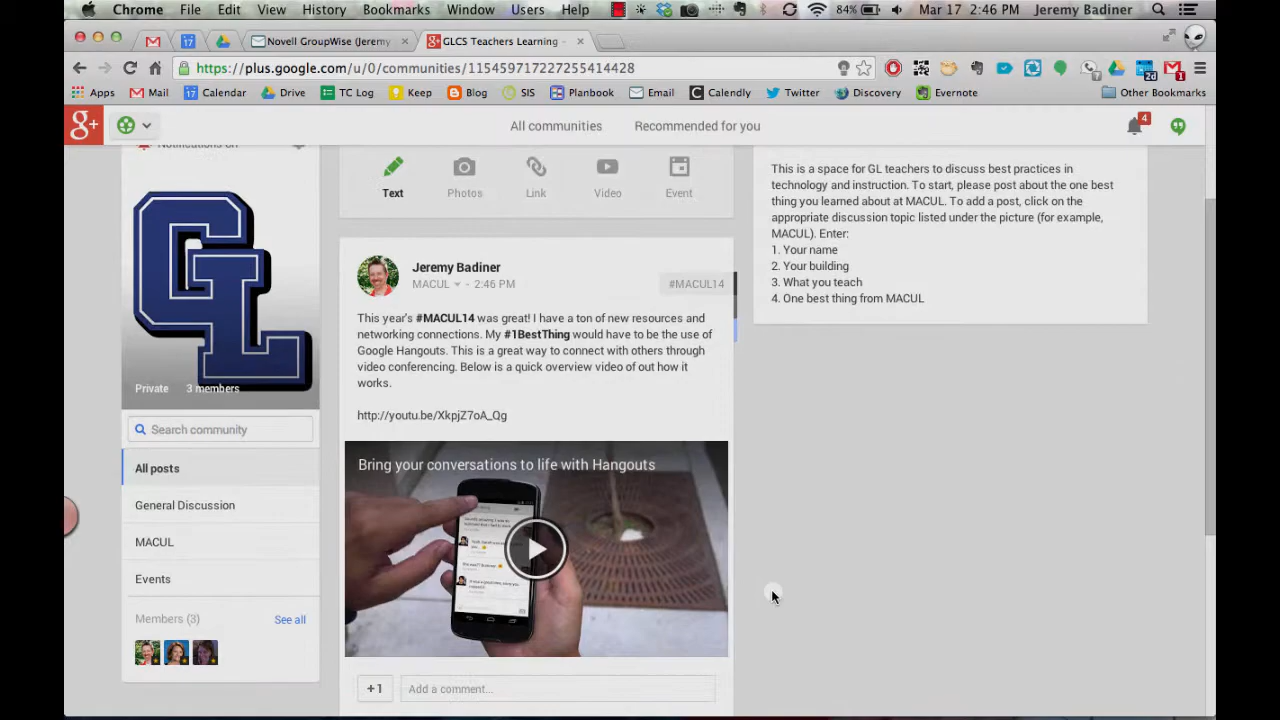 Chrome File Edit View History Bookmarks Window Users Help 84% Mar 17 2:46 PM Jeremy Badiner
17 Novell GroupWise (Jeremy × GLCS Teachers Learning - ×
https://plus.google.com/u/0/communities/115459717227255414428
Apps Mail 17 Calendar Drive TC Log Keep Blog SIS Planbook Email Calendly Twitter Discovery Evernote Other Bookmarks
g+ All communities Recommended for you 4
Notifications on
GL
Private 3 members
Search community
All posts
General Discussion
MACUL
Events
Members (3) See all
Text Photos Link Video Event
Jeremy Badiner
MACUL - 2:46 PM #MACUL14
This year's #MACUL14 was great! I have a ton of new resources and
networking connections. My #1BestThing would have to be the use of
Google Hangouts. This is a great way to connect with others through
video conferencing. Below is a quick overview video of out how it
works.
http://youtu.be/XkpjZ7oA_Qg
Bring your conversations to life with Hangouts
+1 Add a comment...
This is a space for GL teachers to discuss best practices in
technology and instruction. To start, please post about the one best
thing you learned about at MACUL. To add a post, click on the
appropriate discussion topic listed under the picture (for example,
MACUL). Enter:
1. Your name
2. Your building
3. What you teach
4. One best thing from MACUL